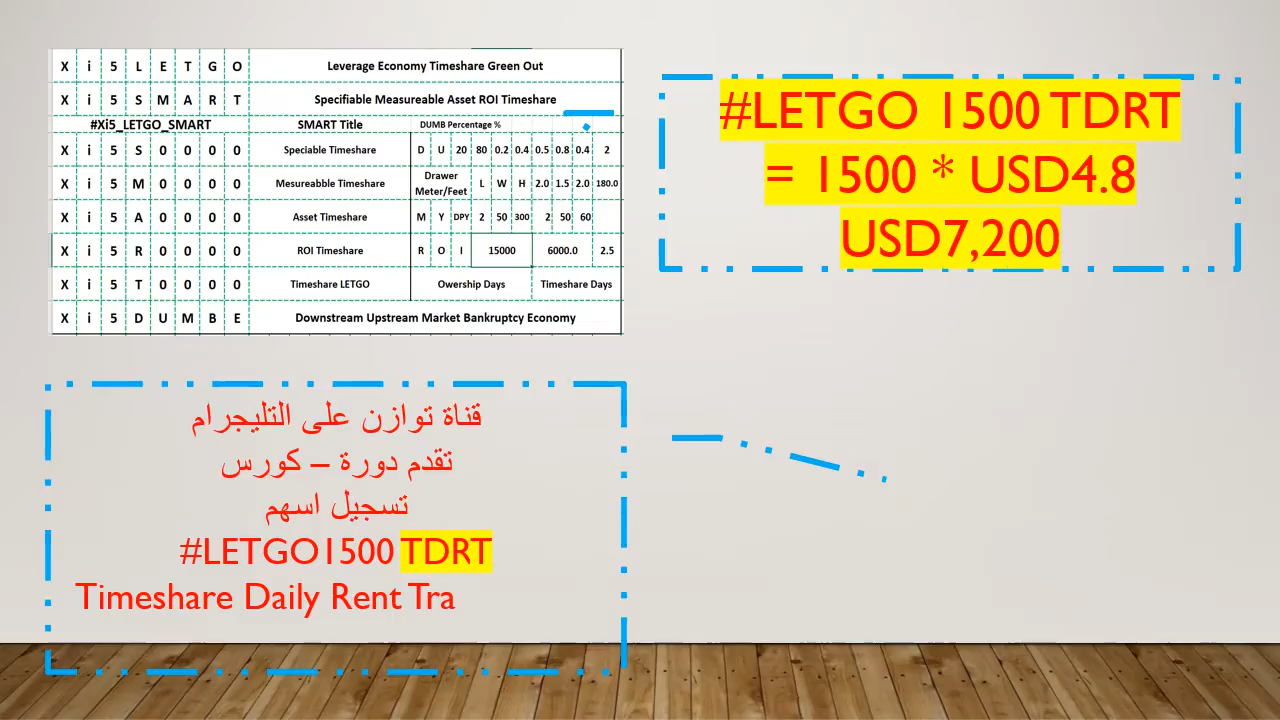 X i 5 L E T G O Leverage Economy Timeshare Green Out
X i 5 S M A R T Specifiable Measureable Asset ROI Timeshare
#Xi5_LETGO_SMART SMART Title DUMB Percentage %
X i 5 S 0 0 0 0 Speciable Timeshare D U 20 80 0.2 0.4 0.5 0.8 0.4 2
X i 5 M 0 0 0 0 Mesureabble Timeshare Drawer Meter/Feet L W H 2.0 1.5 2.0 180.0
X i 5 A 0 0 0 0 Asset Timeshare M Y DPY 2 50 300 2 50 60
X i 5 R 0 0 0 0 ROI Timeshare R O I 15000 6000.0 2.5
X i 5 T 0 0 0 0 Timeshare LETGO Owership Days Timeshare Days
X i 5 D U M B E Downstream Upstream Market Bankruptcy Economy
#LETGO 1500 TDRT
= 1500 * USD4.8
USD7,200
قناة توازن على التليجرام
تقدم دورة – كورس
تسجيل اسهم
#LETGO1500 TDRT
Timeshare Daily Rent Tra